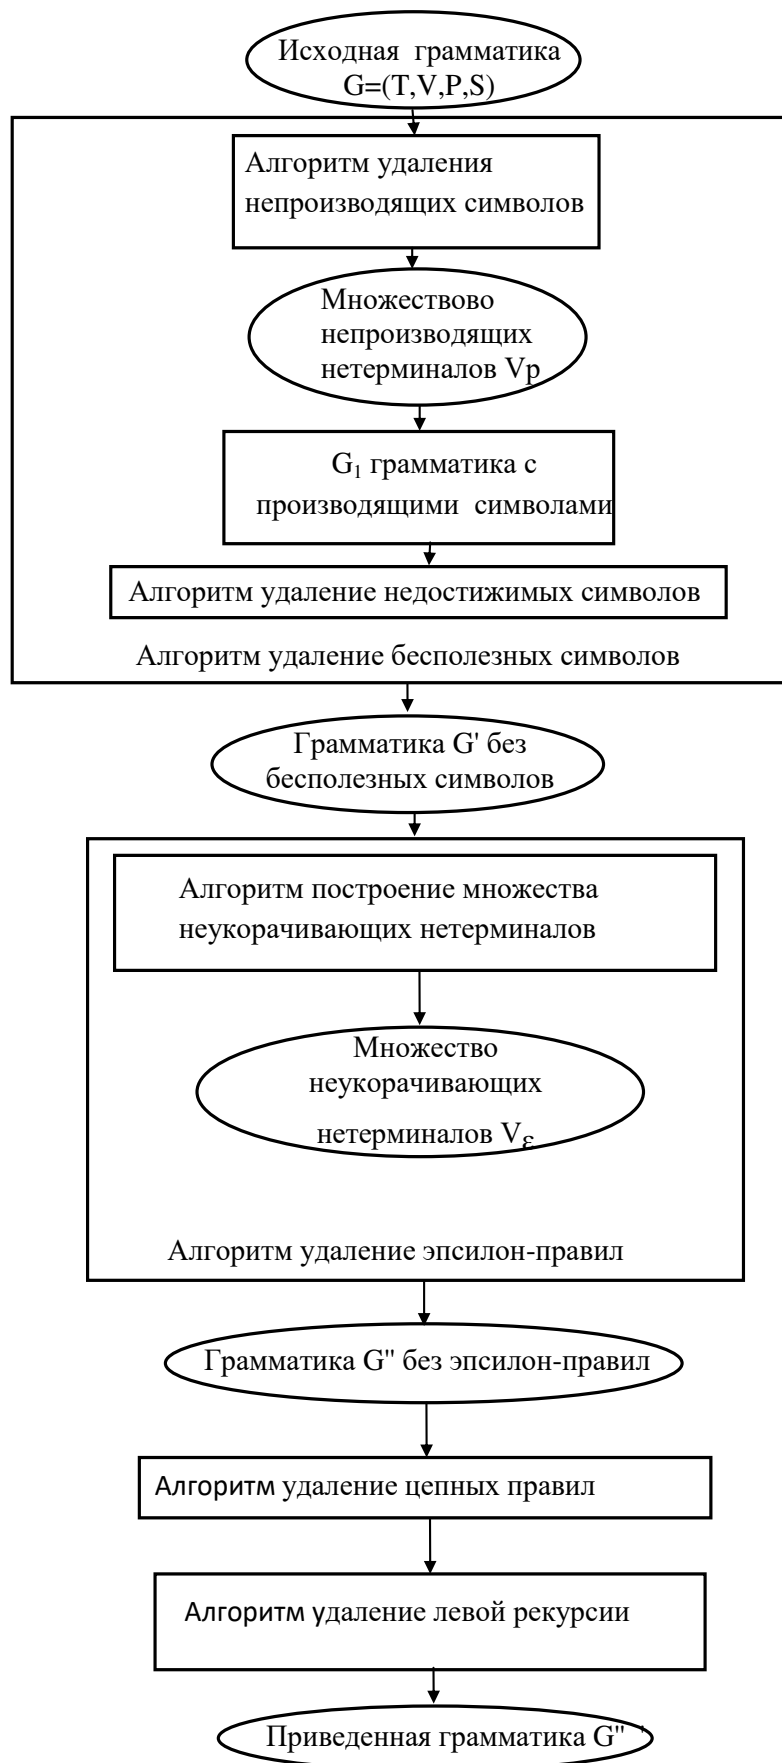 Исходная грамматика
G=(T,V,P,S)
Алгоритм удаления
непроизводящих символов
Множествово
непроизводящих
нетерминалов Vp
G₁ грамматика с
производящими символами
Алгоритм удаление недостижимых символов
Алгоритм удаление бесполезных символов
Грамматика G' без
бесполезных символов
Алгоритм построение множества
неукорачивающих нетерминалов
Множество
неукорачивающих
нетерминалов Vε
Алгоритм удаление эпсилон-правил
Грамматика G" без эпсилон-правил
Алгоритм удаление цепных правил
Алгоритм удаление левой рекурсии
Приведенная грамматика G"'